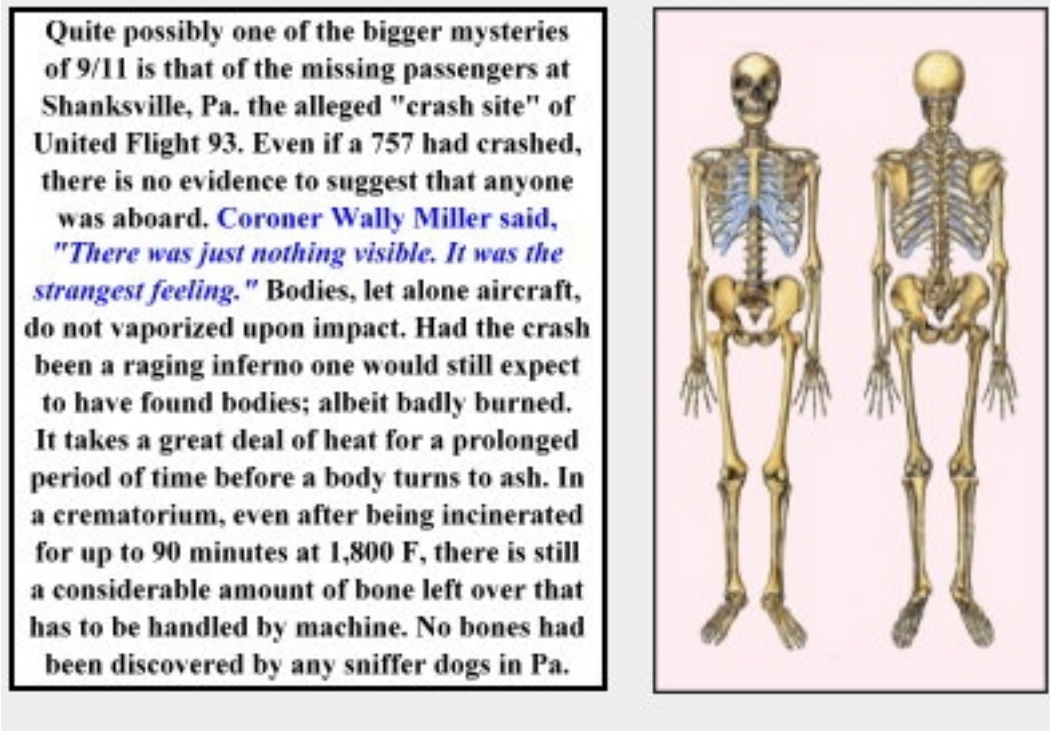 Quite possibly one of the bigger mysteries
of 9/11 is that of the missing passengers at
Shanksville, Pa. the alleged "crash site" of
United Flight 93. Even if a 757 had crashed,
there is no evidence to suggest that anyone
was aboard. Coroner Wally Miller said,
"There was just nothing visible. It was the
strangest feeling." Bodies, let alone aircraft,
do not vaporized upon impact. Had the crash
been a raging inferno one would still expect
to have found bodies; albeit badly burned.
It takes a great deal of heat for a prolonged
period of time before a body turns to ash. In
a crematorium, even after being incinerated
for up to 90 minutes at 1,800 F, there is still
a considerable amount of bone left over that
has to be handled by machine. No bones had
been discovered by any sniffer dogs in Pa.